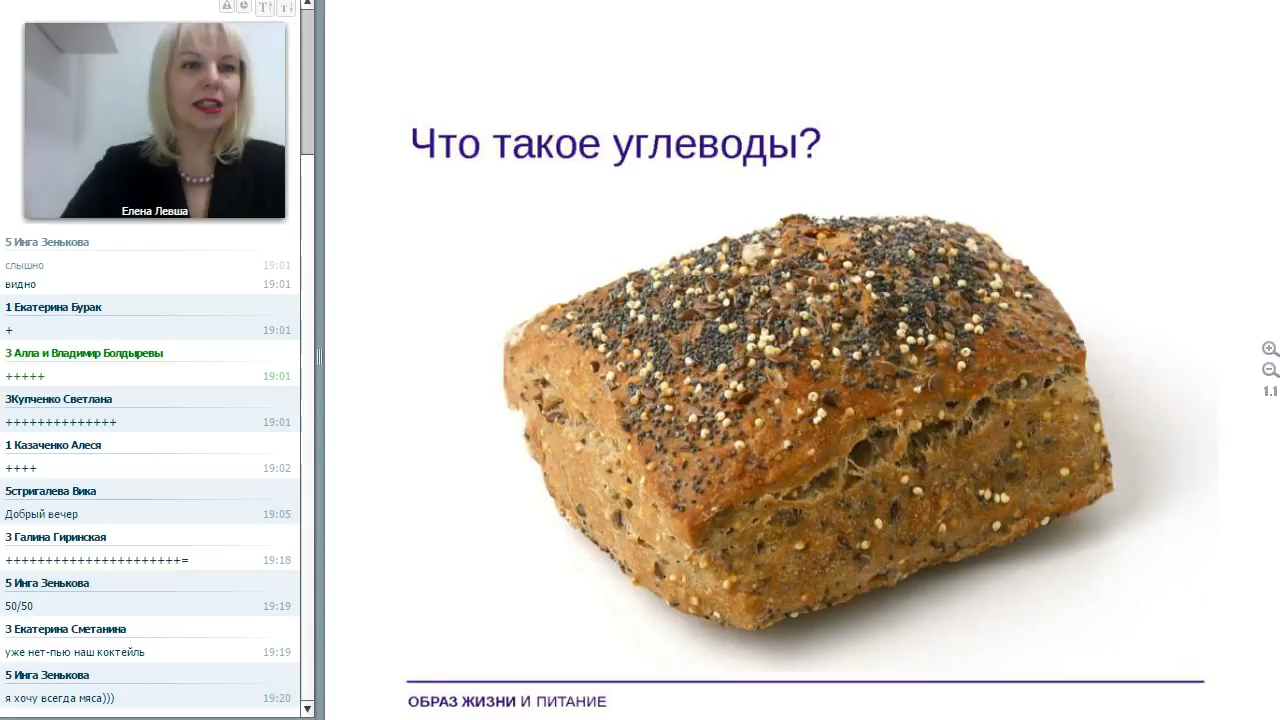 Елена Левша
5 Инга Зенькова
слышно 19:01
видно 19:01
1 Екатерина Бурак
+ 19:01
3 Алла и Владимир Болдыревы
+++++ 19:01
3Купченко Светлана
++++++++++++++ 19:01
1 Казаченко Алеся
++++ 19:02
5стригалева Вика
Добрый вечер 19:05
3 Галина Гиринская
++++++++++++++++++++++= 19:18
5 Инга Зенькова
50/50 19:19
3 Екатерина Сметанина
уже нет-пью наш коктейль 19:19
5 Инга Зенькова
я хочу всегда мяса))) 19:20
Что такое углеводы?
ОБРАЗ ЖИЗНИ И ПИТАНИЕ
1.1